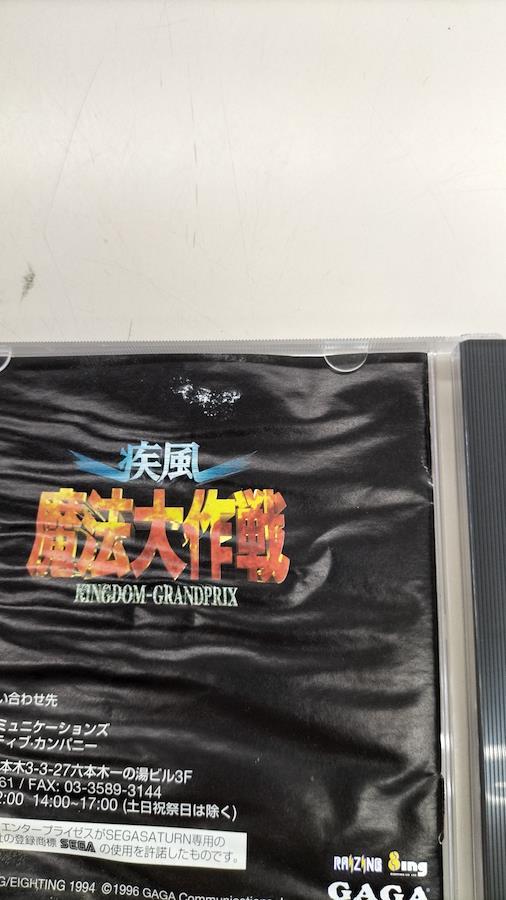 疾風
魔法大作戦
KINGDOM-GRANDPRIX
い合わせ先
ミュニケーションズ
ティブ・カンパニー
本木3-3-27六本木一の湯ビル3F
61 / FAX: 03-3589-3144
2:00 14:00~17:00 (土日祝祭日は除く)
エンタープライゼスがSEGASATURN専用の
の登録商標 SEGA の使用を許諾したものです。
RAIZING 8ing
G/EIGHTING 1994 ©1996 GAGA Communications
GAGA